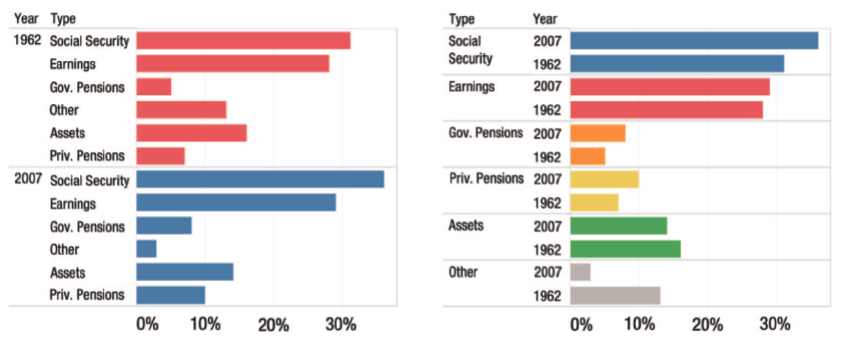 Year Type
1962 Social Security
Earnings
Gov. Pensions
Other
Assets
Priv. Pensions
2007 Social Security
Earnings
Gov. Pensions
Other
Assets
Priv. Pensions
0% 10% 20% 30%
Type Year
Social 2007
Security 1962
Earnings 2007
1962
Gov. Pensions 2007
1962
Priv. Pensions 2007
1962
Assets 2007
1962
Other 2007
1962
0% 10% 20% 30%